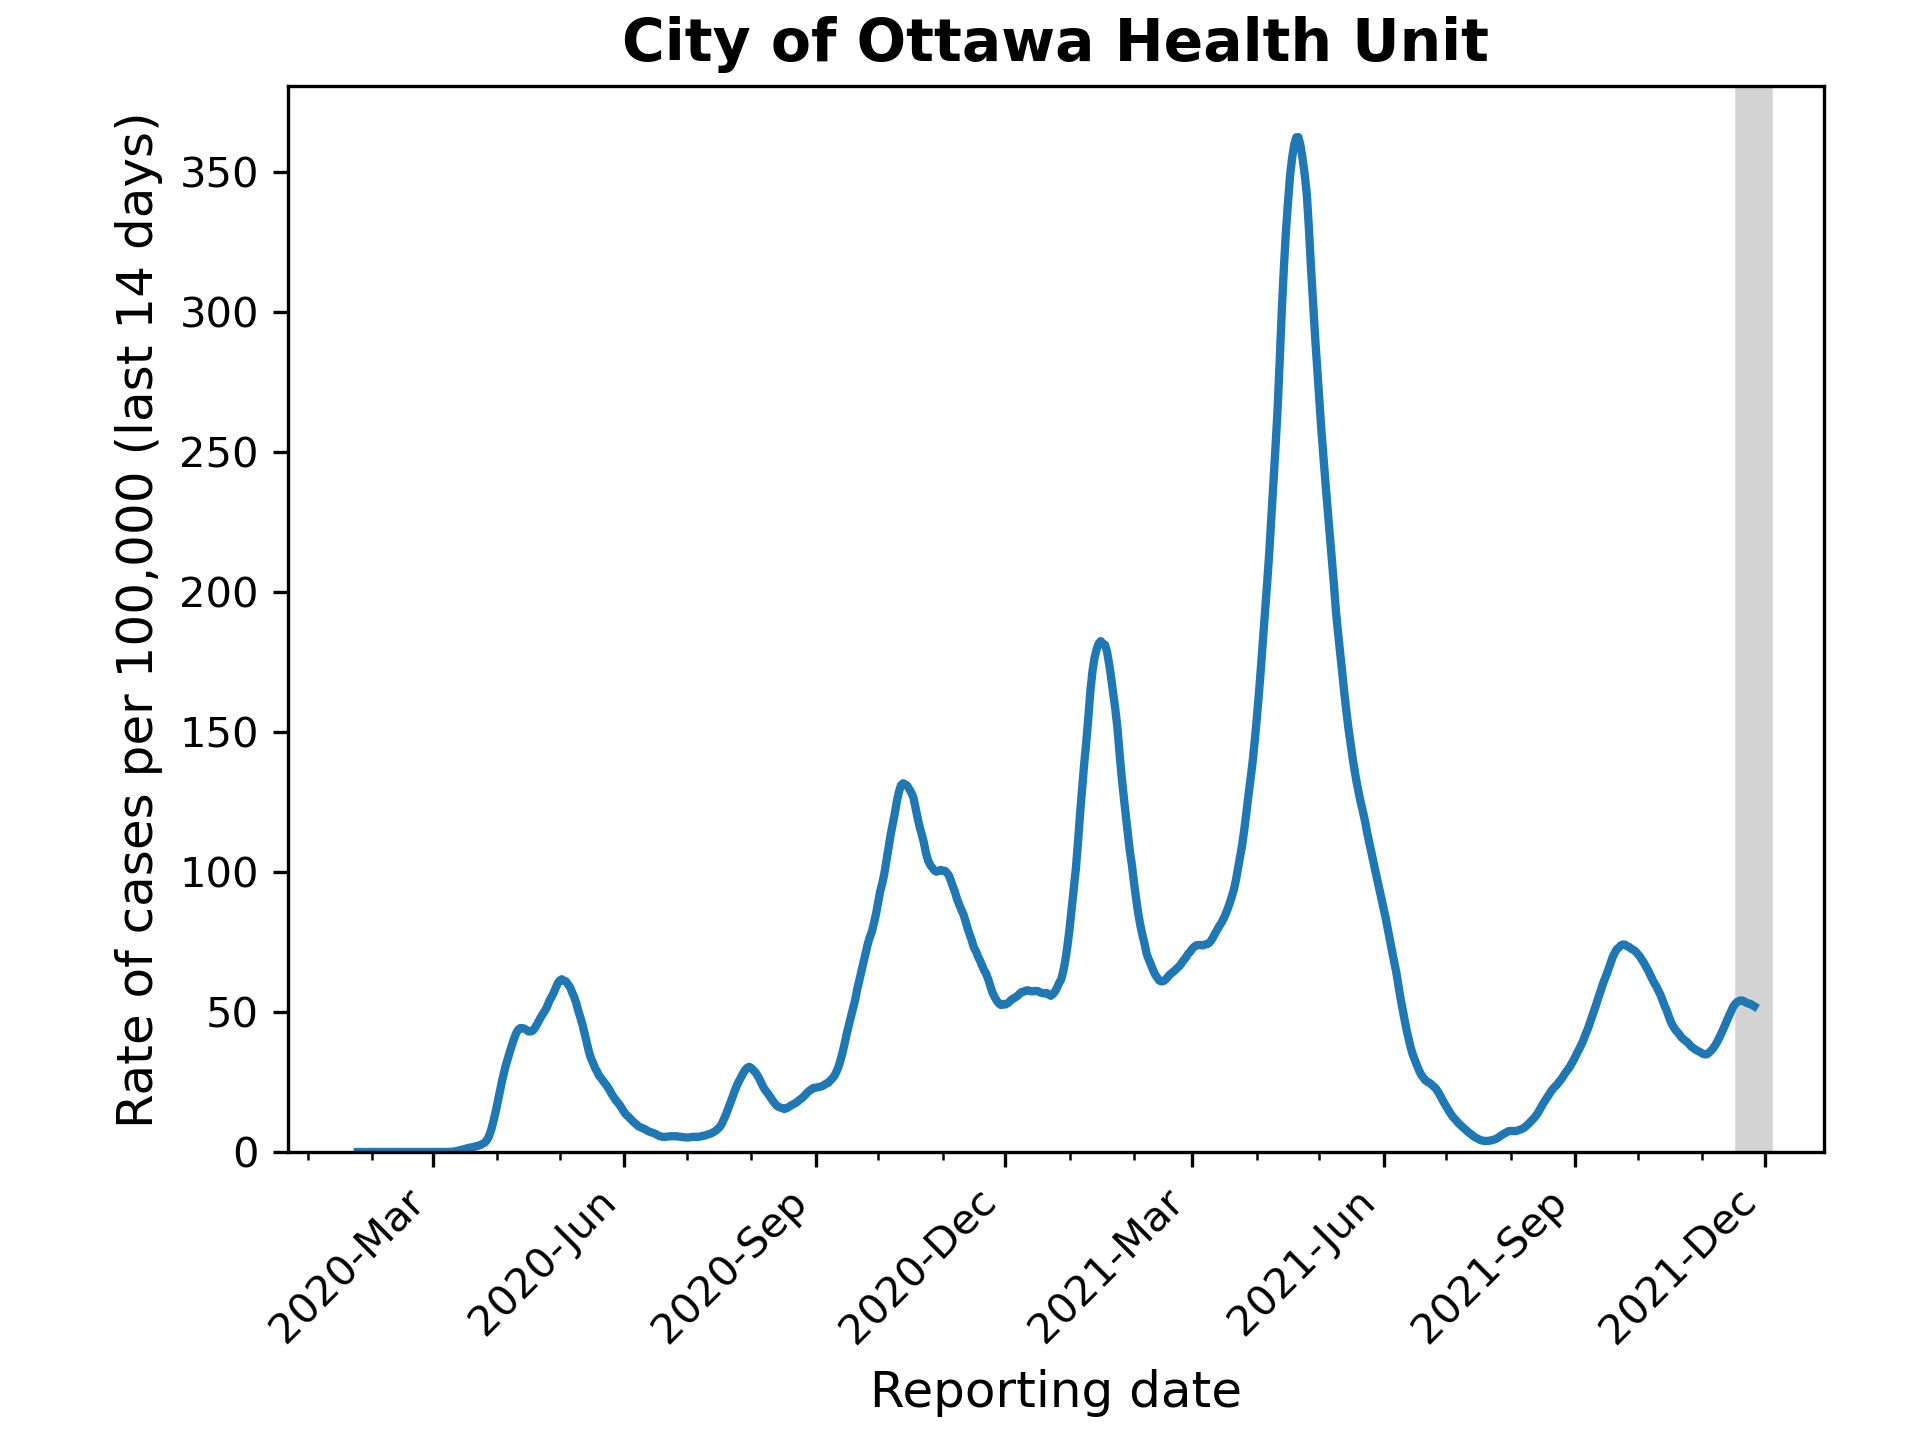 City of Ottawa Health Unit
Rate of cases per 100,000 (last 14 days)
350
300
250
200
150
100
50
0
2020-Mar
2020-Jun
2020-Sep
2020-Dec
2021-Mar
2021-Jun
2021-Sep
2021-Dec
Reporting date